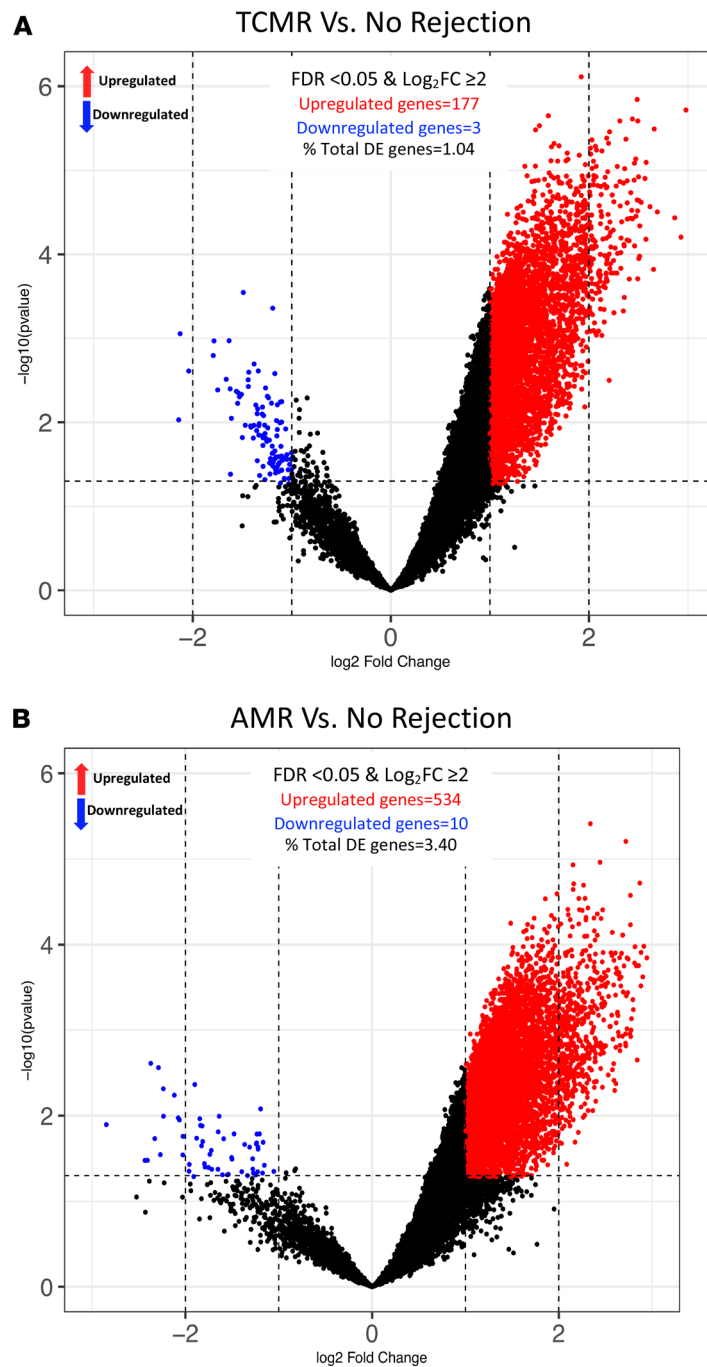 A
TCMR Vs. No Rejection
Upregulated
Downregulated
FDR <0.05 & Log₂FC ≥2
Upregulated genes=177
Downregulated genes=3
% Total DE genes=1.04
6
4
2
0
−log10(pvalue)
−2
0
2
log2 Fold Change
B
AMR Vs. No Rejection
Upregulated
Downregulated
FDR <0.05 & Log₂FC ≥2
Upregulated genes=534
Downregulated genes=10
% Total DE genes=3.40
6
4
2
0
−log10(pvalue)
−2
0
2
log2 Fold Change